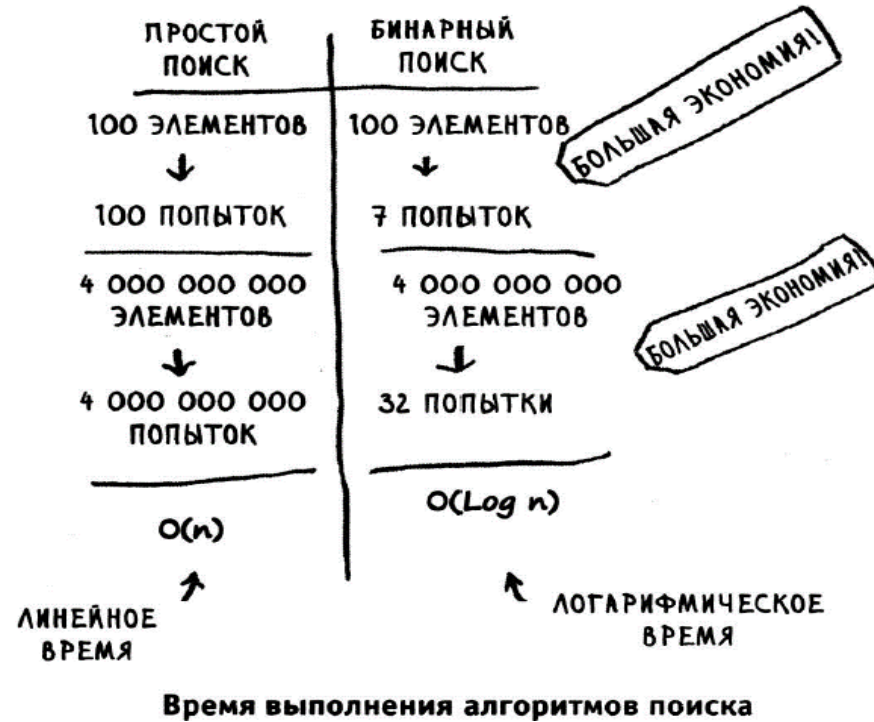 ПРОСТОЙ
ПОИСК
100 ЭЛЕМЕНТОВ
100 ПОПЫТОК
4 000 000 000
ЭЛЕМЕНТОВ
4 000 000 000
ПОПЫТОК
O(n)
ЛИНЕЙНОЕ
ВРЕМЯ
БИНАРНЫЙ
ПОИСК
100 ЭЛЕМЕНТОВ
7 ПОПЫТОК
4 000 000 000
ЭЛЕМЕНТОВ
32 ПОПЫТКИ
O(Log n)
ЛОГАРИФМИЧЕСКОЕ
ВРЕМЯ
БОЛЬШАЯ ЭКОНОМИЯ!
БОЛЬШАЯ ЭКОНОМИЯ!
Время выполнения алгоритмов поиска